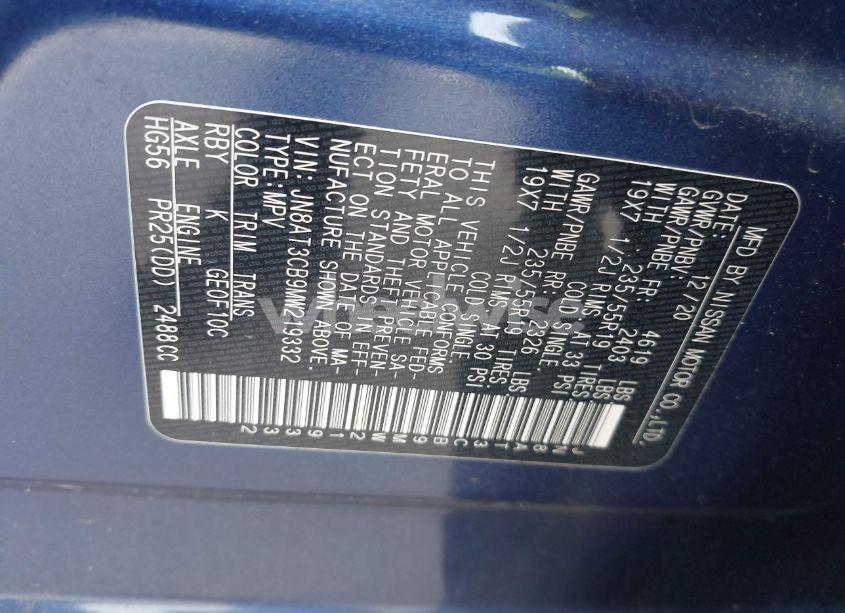 MFD BY NISSAN MOTOR CO.,LTD.
DATE: 12/20
GVWR/PNBV: 4619 LBS
GAWR/PNBE FR: 2403 LBS
WITH 235/55R19 TIRES
19X7 1/2J RIMS AT 33 PSI
COLD SINGLE.
GAWR/PNBE RR: 2326 LBS
WITH 235/55R19 TIRES
19X7 1/2J RIMS AT 30 PSI
COLD SINGLE
THIS VEHICLE CONFORMS
TO ALL APPLICABLE FED-
ERAL MOTOR VEHICLE SA-
FETY AND THEFT PREVEN-
TION STANDARDS IN EFF-
ECT ON THE DATE OF MA-
NUFACTURE SHOWN ABOVE.
VIN: JN8AT3CB9MW219332
TYPE: MPV
COLOR TRIM TRANS
RBY K GE0F10C
AXLE ENGINE
HG56 PR25(DD) 2488CC
JN8AT3CB9MW219332